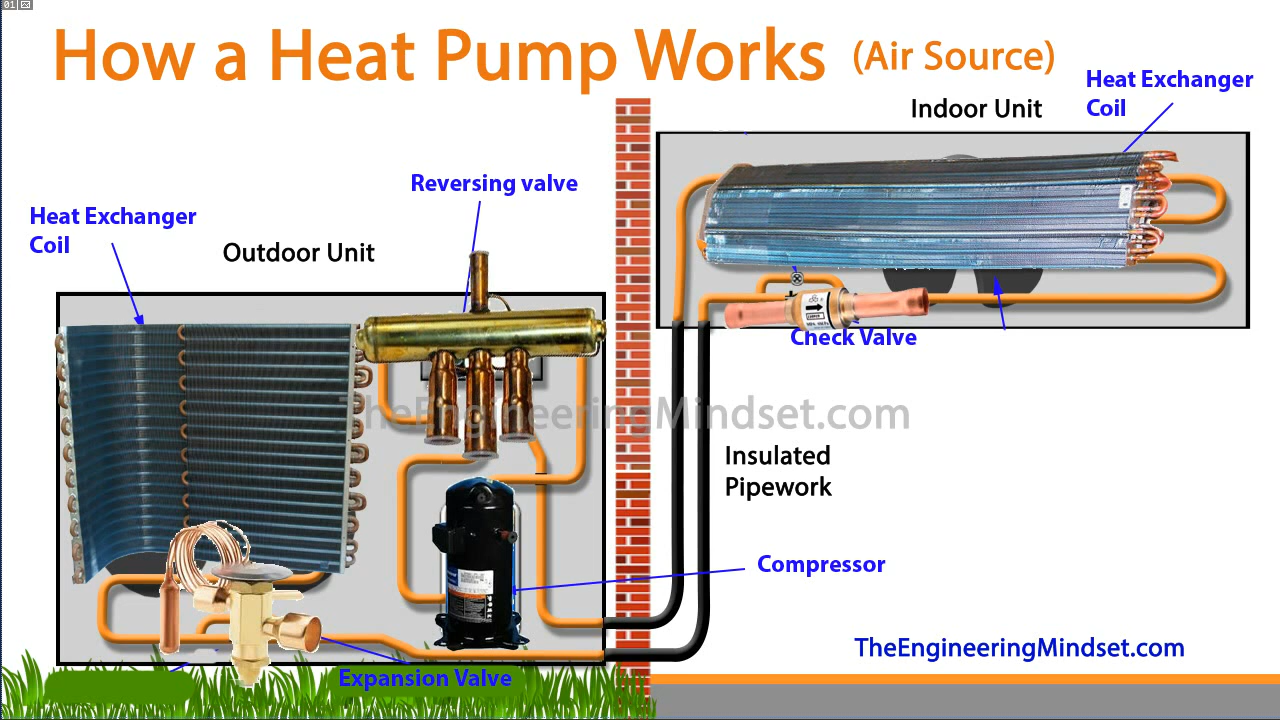 01
How a Heat Pump Works (Air Source)
Heat Exchanger
Coil
Indoor Unit
Reversing valve
Heat Exchanger
Coil
Outdoor Unit
Check Valve
TheEngineeringMindset.com
Insulated
Pipework
Compressor
TheEngineeringMindset.com
Expansion Valve